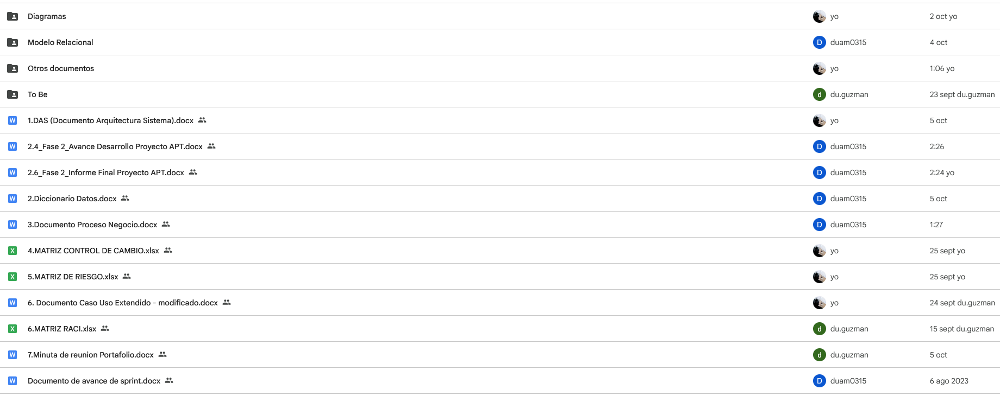 Diagramas yo 2 oct yo
Modelo Relacional D duam0315 4 oct
Otros documentos yo 1:06 yo
To Be d du.guzman 23 sept du.guzman
W 1.DAS (Documento Arquitectura Sistema).docx yo 5 oct
W 2.4_Fase 2_Avance Desarrollo Proyecto APT.docx D duam0315 2:26
W 2.6_Fase 2_Informe Final Proyecto APT.docx D duam0315 2:24 yo
W 2.Diccionario Datos.docx D duam0315 5 oct
W 3.Documento Proceso Negocio.docx D duam0315 1:27
X 4.MATRIZ CONTROL DE CAMBIO.xlsx yo 25 sept yo
X 5.MATRIZ DE RIESGO.xlsx yo 25 sept yo
W 6. Documento Caso Uso Extendido - modificado.docx yo 24 sept du.guzman
X 6.MATRIZ RACI.xlsx d du.guzman 15 sept du.guzman
W 7.Minuta de reunion Portafolio.docx d du.guzman 5 oct
W Documento de avance de sprint.docx D duam0315 6 ago 2023